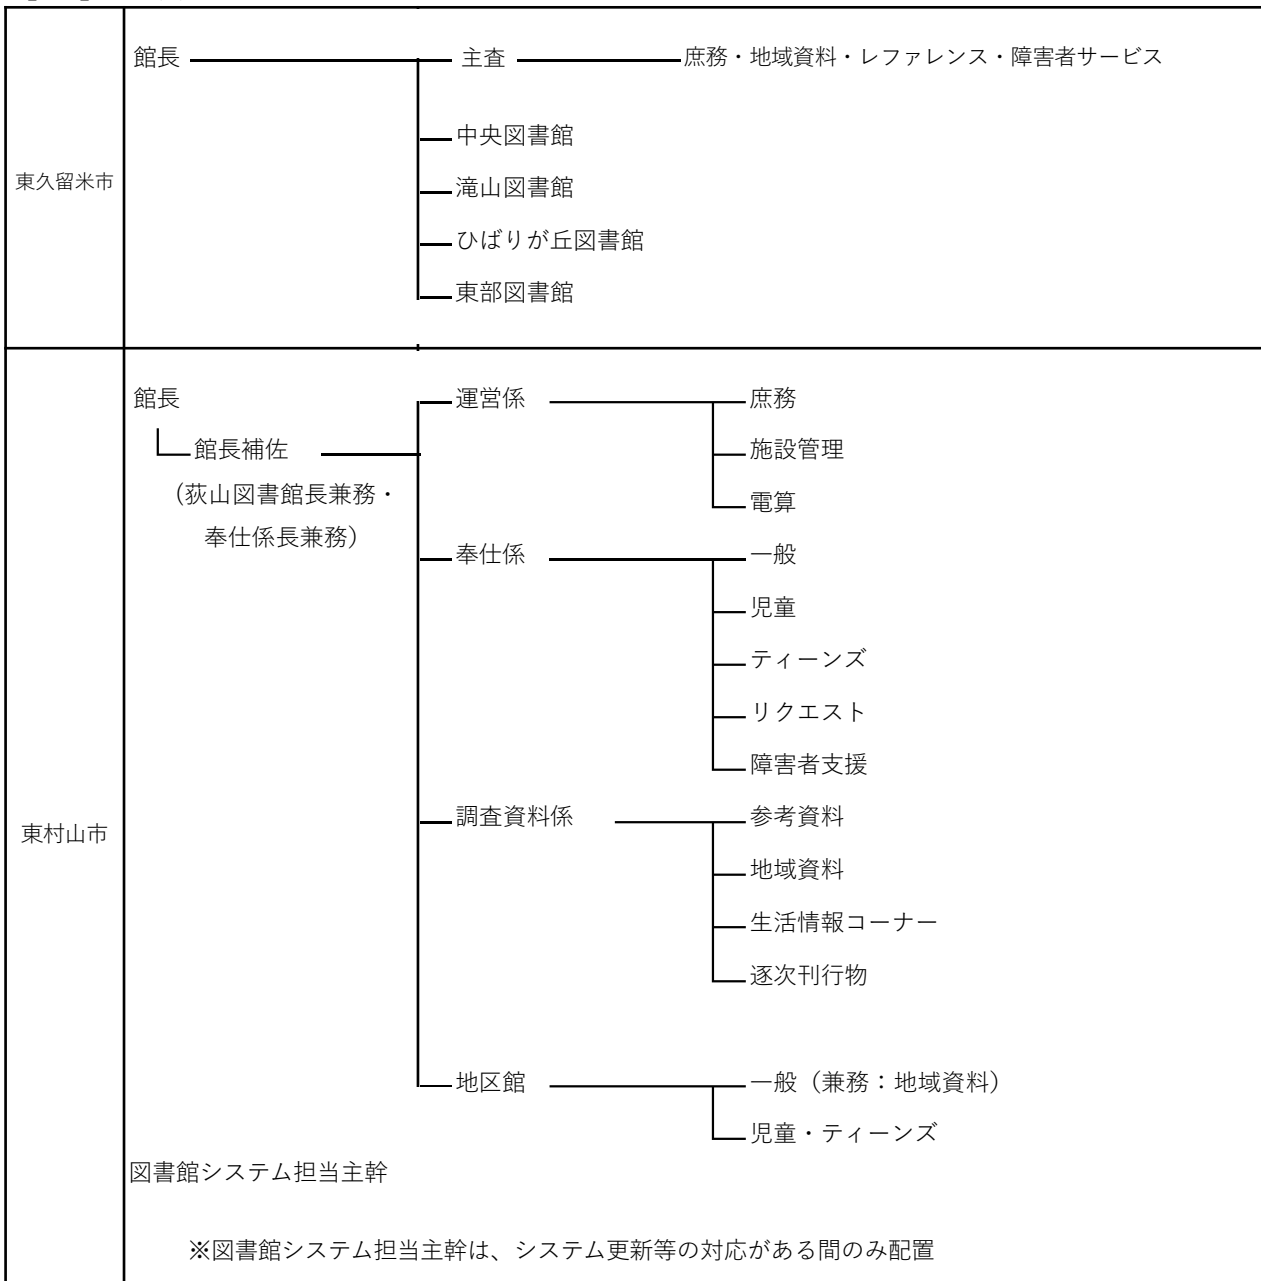 東久留米市
館長 主査 庶務・地域資料・レファレンス・障害者サービス
中央図書館
滝山図書館
ひばりが丘図書館
東部図書館
東村山市
館長 運営係 庶務
館長補佐 施設管理
(荻山図書館長兼務・
電算
奉仕係長兼務)
奉仕係 一般
児童
ティーンズ
リクエスト
障害者支援
調査資料係 参考資料
地域資料
生活情報コーナー
逐次刊行物
地区館 一般（兼務：地域資料）
児童・ティーンズ
図書館システム担当主幹
※図書館システム担当主幹は、システム更新等の対応がある間のみ配置